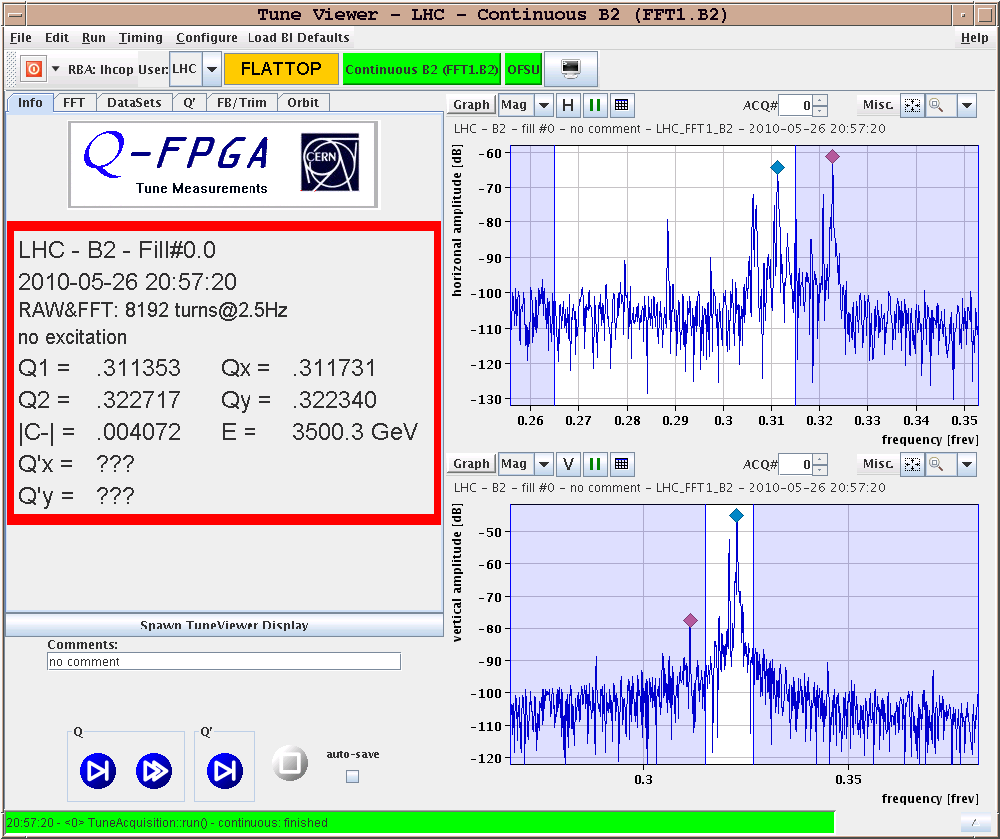 Tune Viewer - LHC - Continuous B2 (FFT1.B2)
File Edit Run Timing Configure Load BI Defaults Help
RBA: lhcop User: LHC FLATTOP Continuous B2 (FFT1.B2) OFSU
Info FFT DataSets Q' FB/Trim Orbit
Q-FPGA
Tune Measurements
CERN
LHC - B2 - Fill#0.0
2010-05-26 20:57:20
RAW&FFT: 8192 turns@2.5Hz
no excitation
Q1 = .311353 Qx = .311731
Q2 = .322717 Qy = .322340
|C-| = .004072 E = 3500.3 GeV
Q'x = ???
Q'y = ???
Spawn TuneViewer Display
Comments:
no comment
Q
Q'
auto-save
20:57:20 - <0> TuneAcquisition::run() - continuous: finished
Graph Mag H ACQ# 0 Misc.
LHC - B2 - fill #0 - no comment - LHC_FFT1_B2 - 2010-05-26 20:57:20
horizonal amplitude [dB]
-60
-70
-80
-90
-100
-110
-120
-130
0.26 0.27 0.28 0.29 0.3 0.31 0.32 0.33 0.34 0.35
frequency [frev]
Graph Mag V ACQ# 0 Misc.
LHC - B2 - fill #0 - no comment - LHC_FFT1_B2 - 2010-05-26 20:57:20
vertical amplitude [dB]
-50
-60
-70
-80
-90
-100
-110
-120
0.3 0.35
frequency [frev]